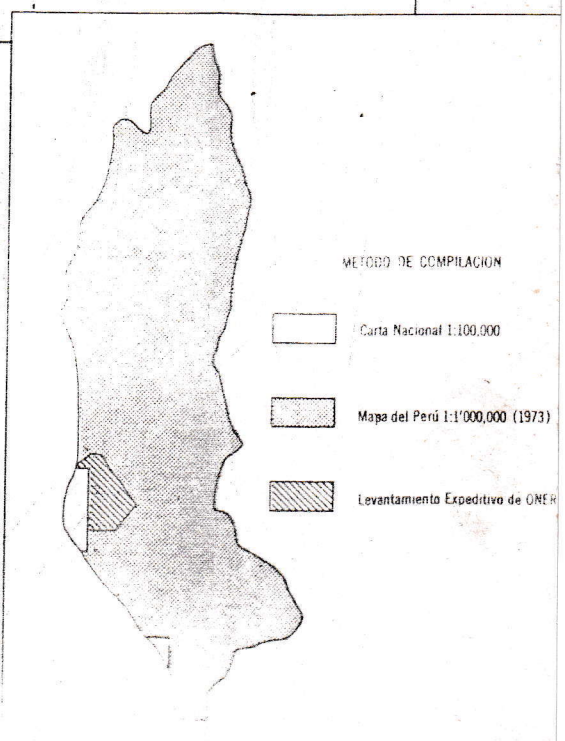 METODO DE COMPILACION
Carta Nacional 1:100,000
Mapa del Perú 1:1'000,000 (1973)
Levantamiento Expeditivo de ONER